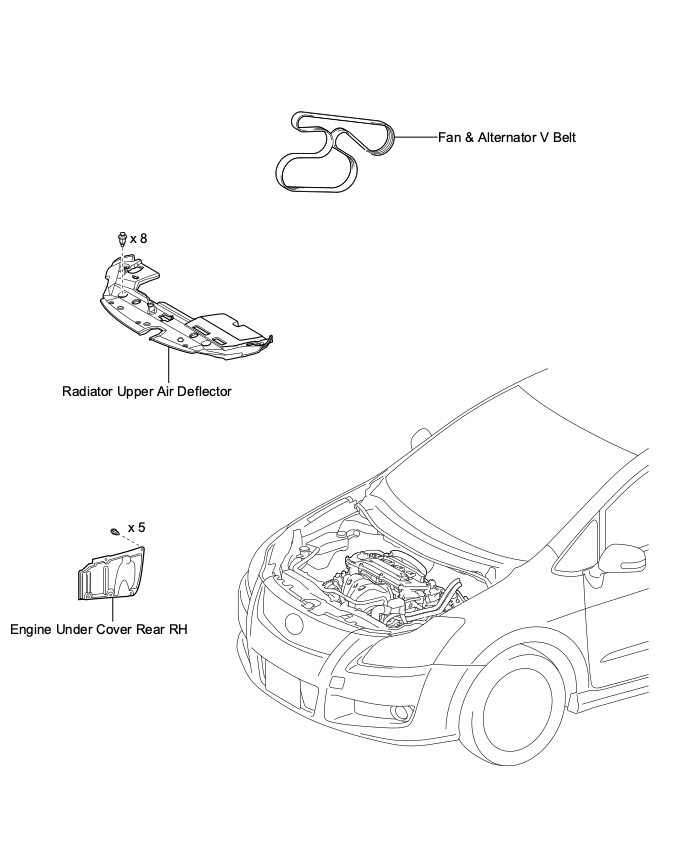 Fan & Alternator V Belt
x 8
Radiator Upper Air Deflector
x 5
Engine Under Cover Rear RH